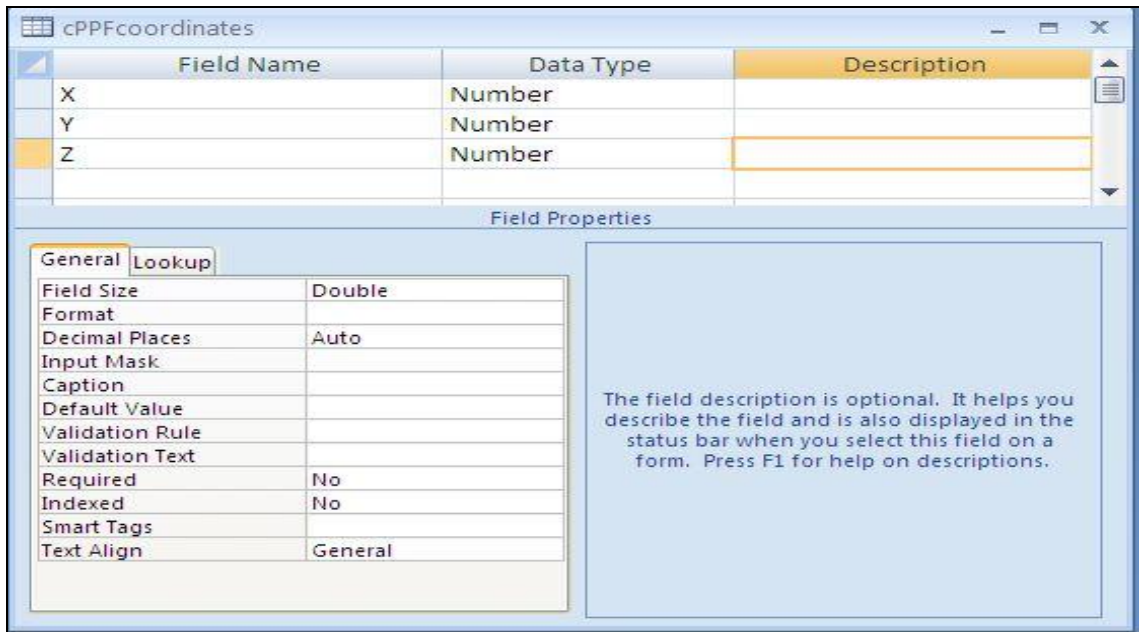 cPPFcoordinates
Field Name Data Type Description
X Number
Y Number
Z Number
Field Properties
General Lookup
Field Size Double
Format
Decimal Places Auto
Input Mask
Caption
Default Value
Validation Rule
Validation Text
Required No
Indexed No
Smart Tags
Text Align General
The field description is optional. It helps you
describe the field and is also displayed in the
status bar when you select this field on a
form. Press F1 for help on descriptions.